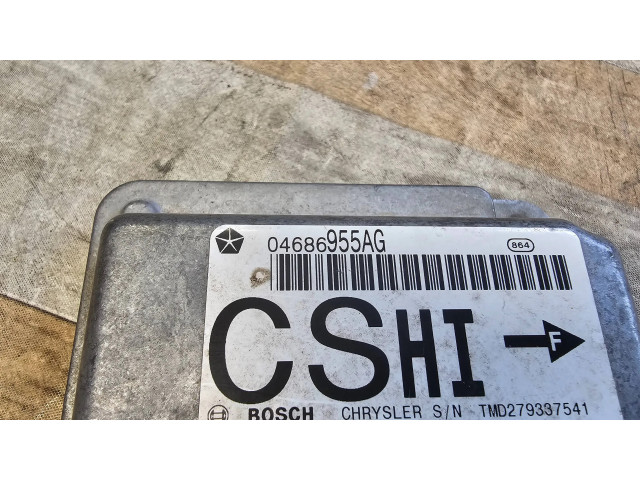 04686955AG
864
CSHI
F
BOSCH CHRYSLER S/N TMD279337541